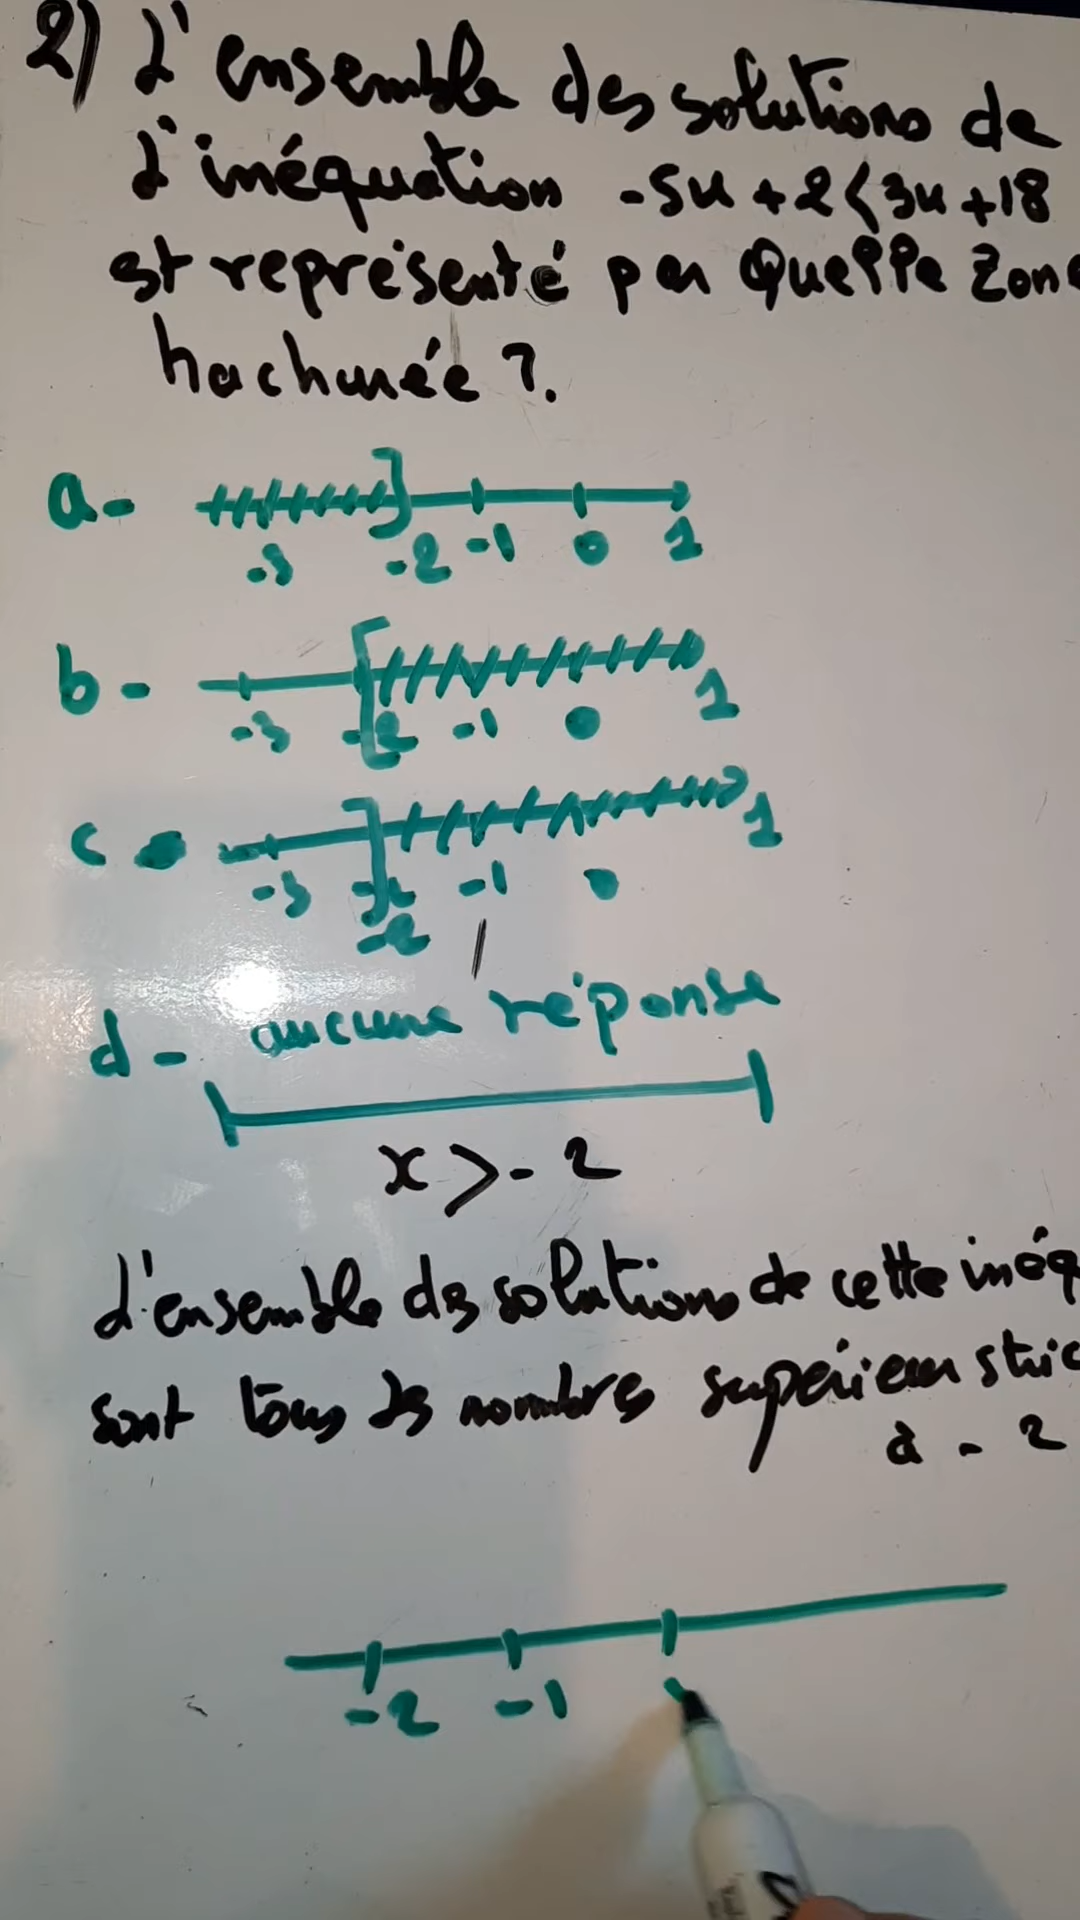 2) L'ensemble des solutions de
l'inéquation -5x + 2 < 3x + 18
est représenté par quelle zone
hachurée ?.
a-
-3 -2 -1 0 1
b-
-3 -2 -1 0 1
c
-3 -2 -1 0 1
d- aucune réponse
x > -2
L'ensemble des solutions de cette inéq
sont tous les nombres supérieur stric
à -2
-2 -1